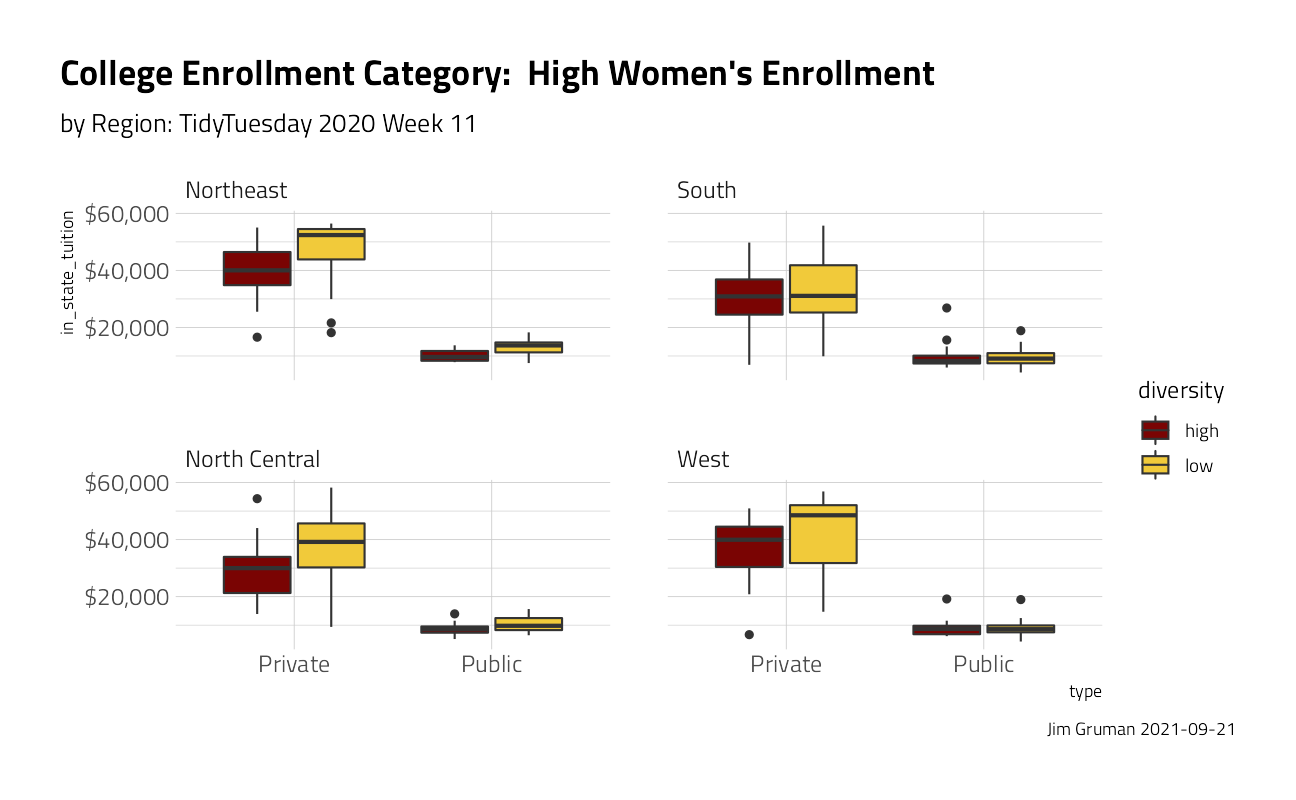 College Enrollment Category:  High Women's Enrollment
by Region: TidyTuesday 2020 Week 11
Northeast
South
in_state_tuition
$60,000
$40,000
$20,000
diversity
high
low
North Central
West
$60,000
$40,000
$20,000
Private
Public
Private
Public
type
Jim Gruman 2021-09-21